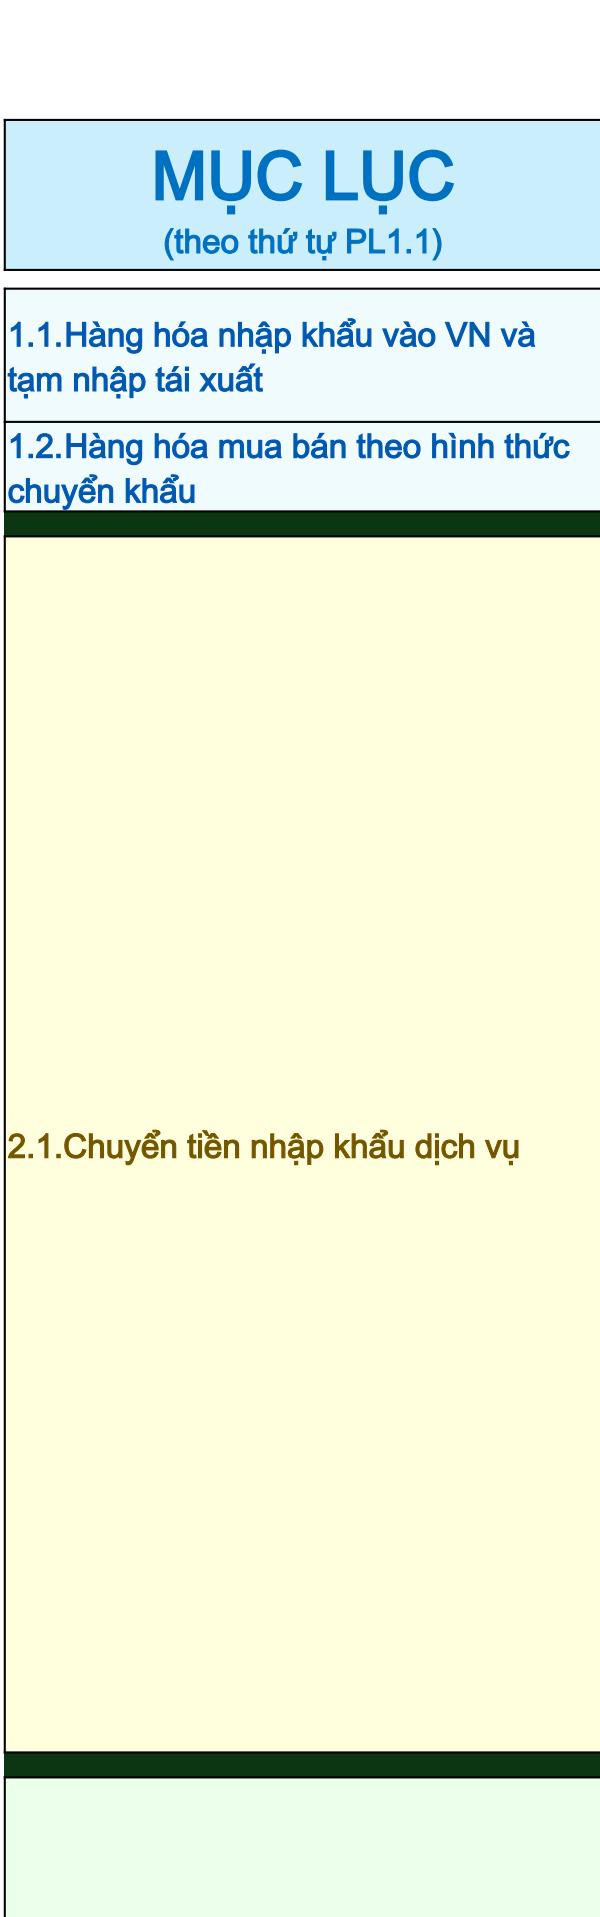 MỤC LỤC
(theo thứ tự PL1.1)
1.1.Hàng hóa nhập khẩu vào VN và
tạm nhập tái xuất
1.2.Hàng hóa mua bán theo hình thức
chuyển khẩu
2.1.Chuyển tiền nhập khẩu dịch vụ